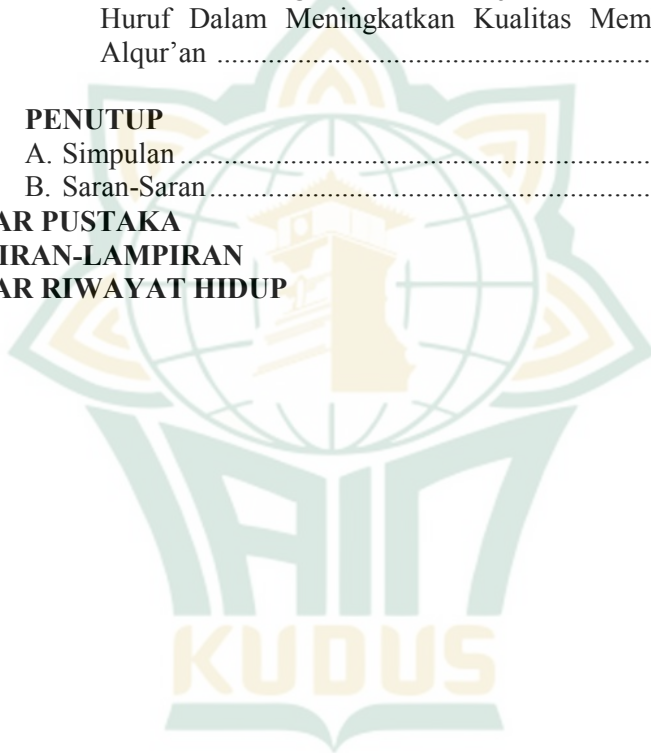 Huruf Dalam Meningkatkan Kualitas Mem
Alqur’an ......................................................
PENUTUP
A. Simpulan ..........................................................
B. Saran-Saran ......................................................
AR PUSTAKA
IRAN-LAMPIRAN
AR RIWAYAT HIDUP
IAIN
KUDUS